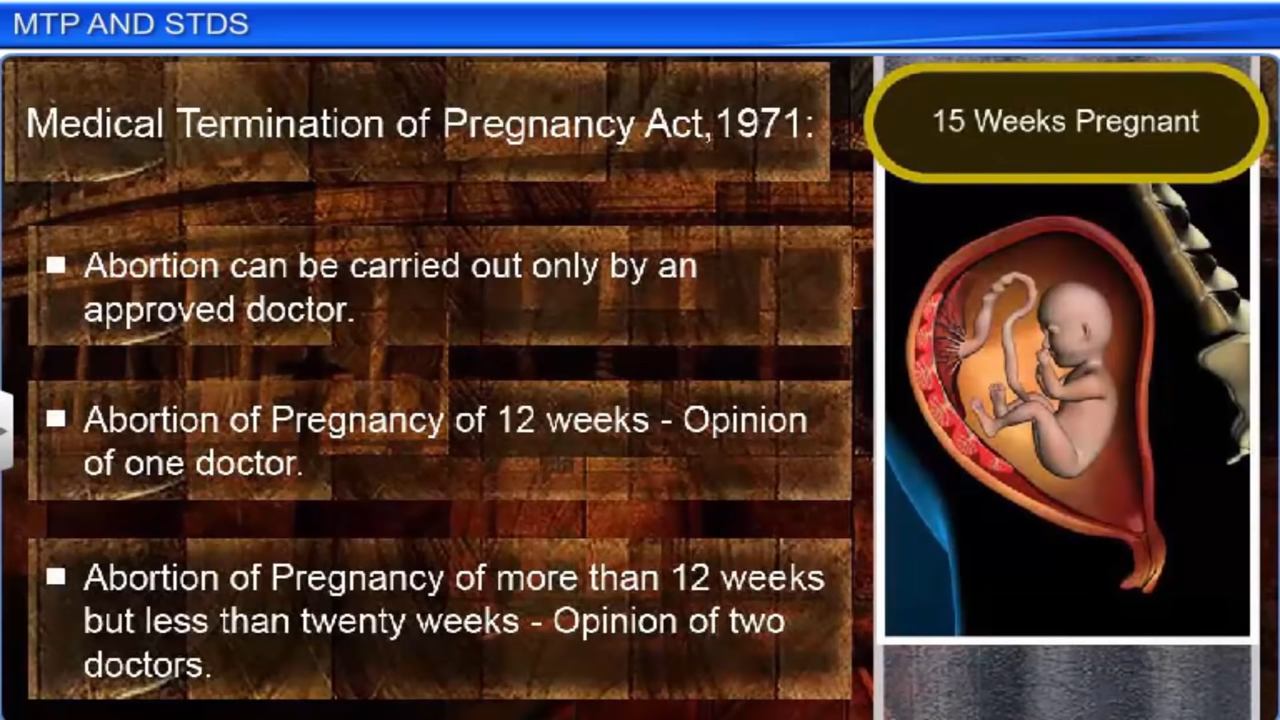 MTP AND STDS
Medical Termination of Pregnancy Act,1971:
15 Weeks Pregnant
■ Abortion can be carried out only by an
approved doctor.
■ Abortion of Pregnancy of 12 weeks - Opinion
of one doctor.
■ Abortion of Pregnancy of more than 12 weeks
but less than twenty weeks - Opinion of two
doctors.